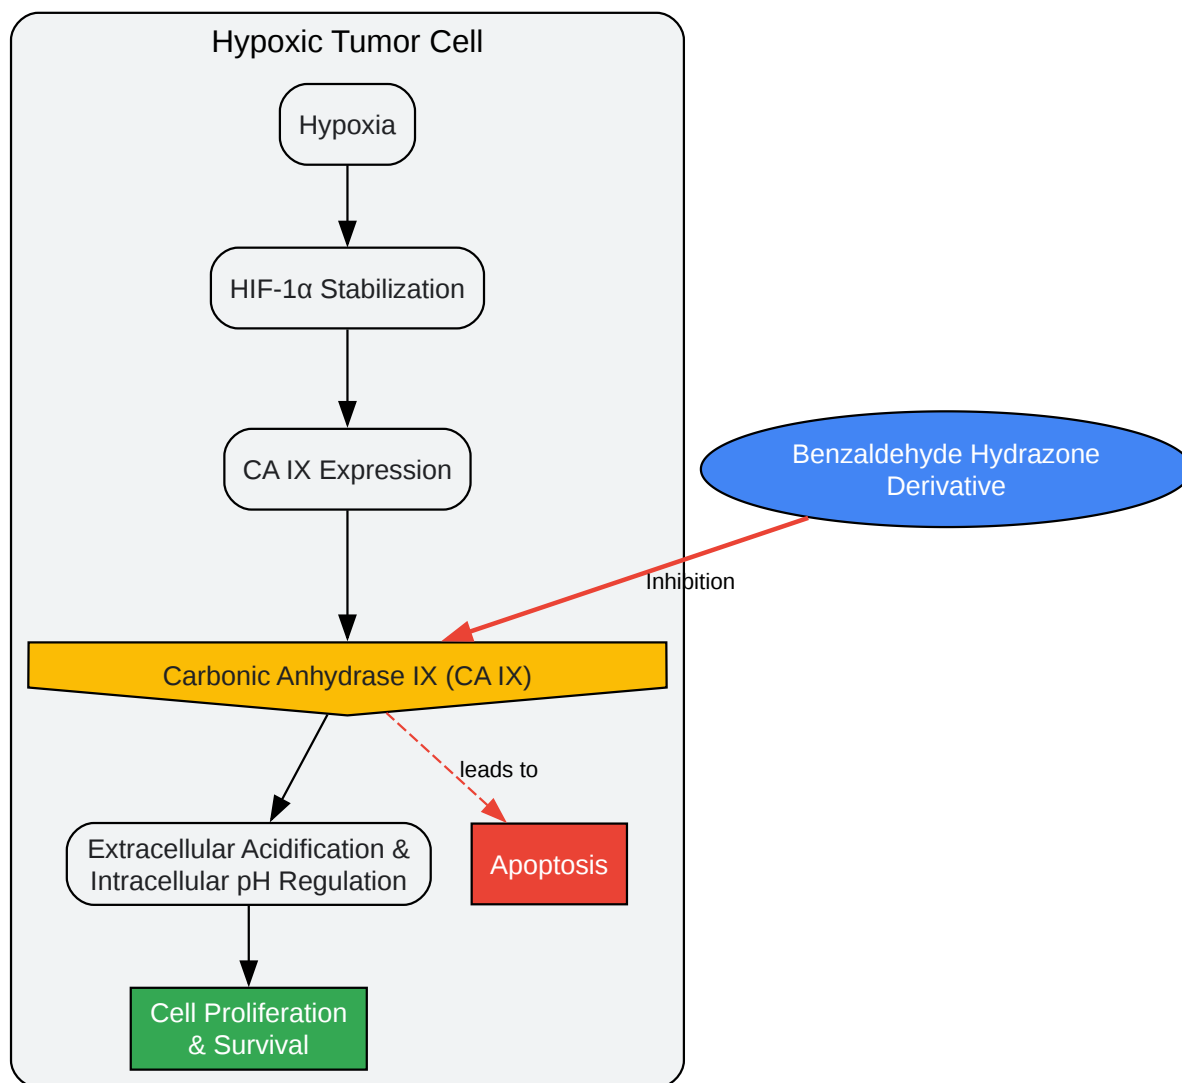 Hypoxic Tumor Cell
Hypoxia
HIF-1α Stabilization
CA IX Expression
Benzaldehyde Hydrazone
Derivative
Inhibition
Carbonic Anhydrase IX (CA IX)
leads to
Extracellular Acidification &
Intracellular pH Regulation
Apoptosis
Cell Proliferation
& Survival